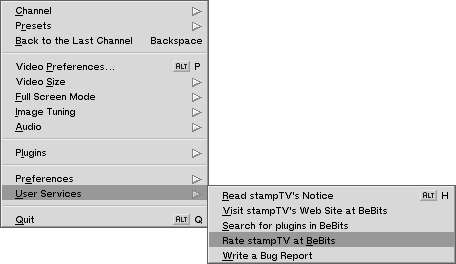 Channel
Presets
Back to the Last Channel Backspace
Video Preferences... ALT P
Video Size
Full Screen Mode
Image Tuning
Audio
Plugins
Preferences
User Services
Quit ALT Q
Read stampTV's Notice ALT H
Visit stampTV's Web Site at BeBits
Search for plugins in BeBits
Rate stampTV at BeBits
Write a Bug Report